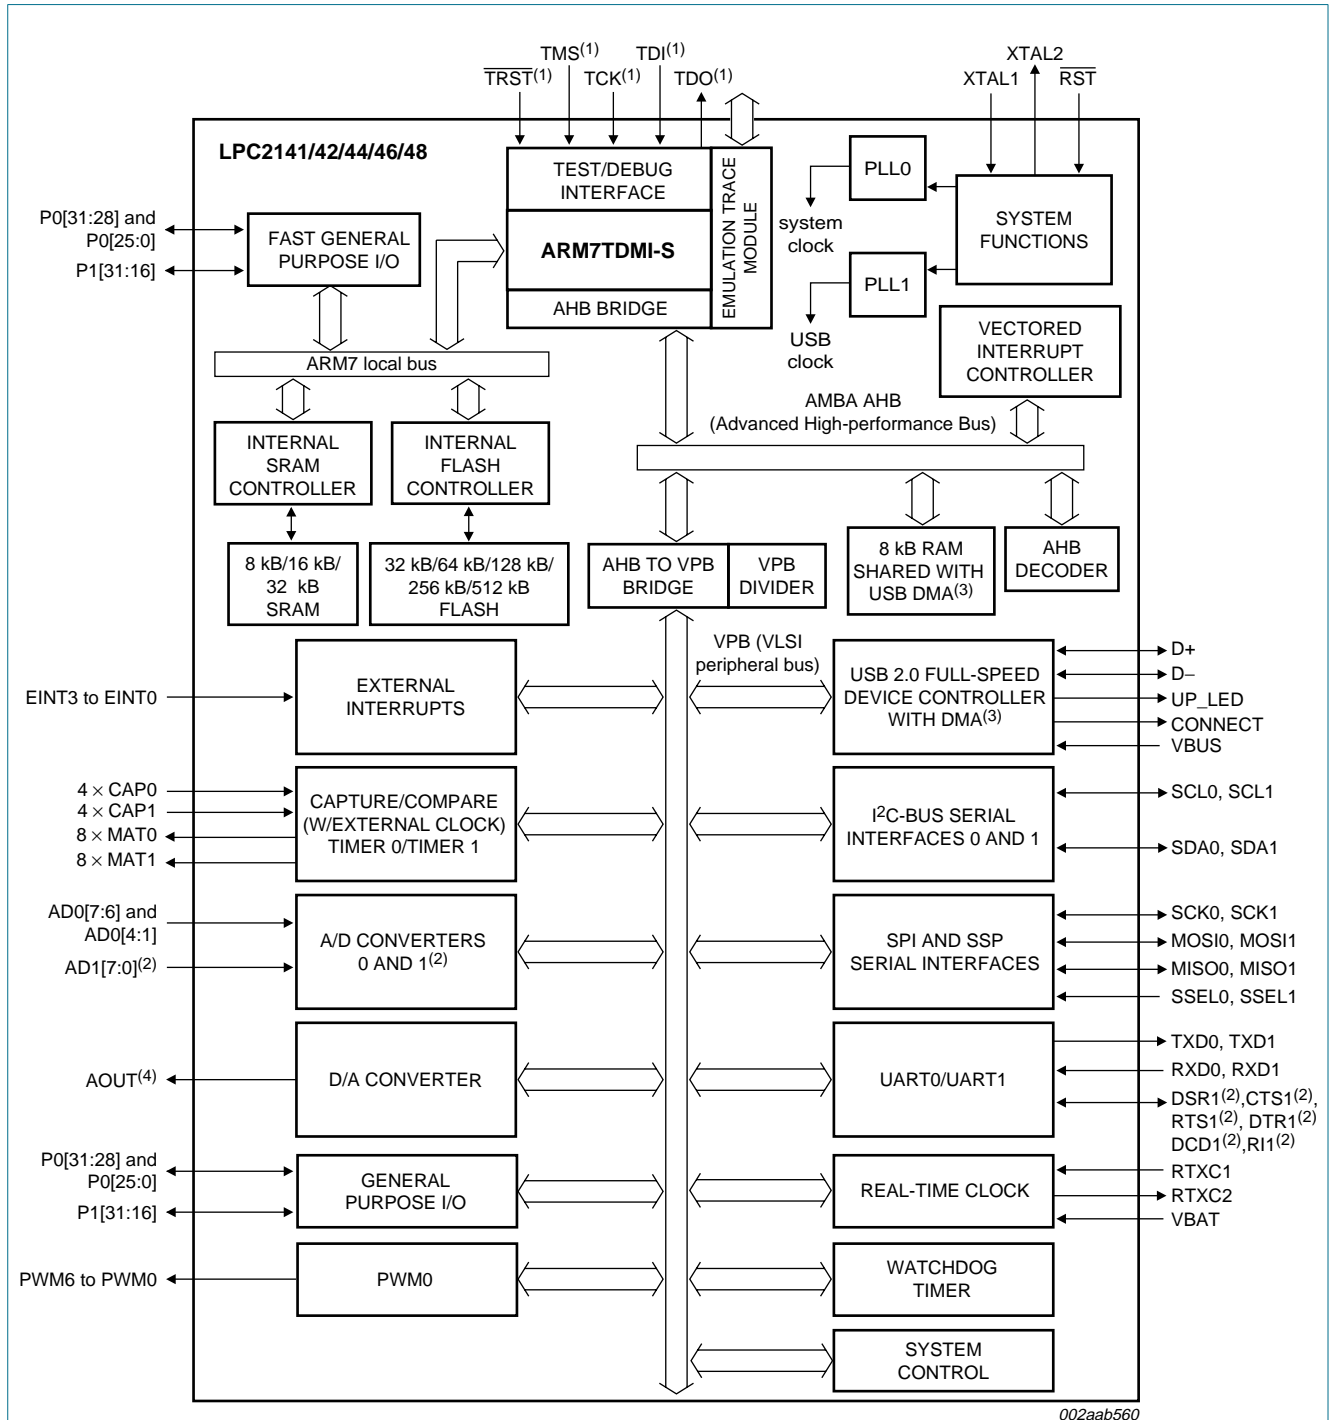 TMS(1)
TDI(1)
XTAL2
TRST(1)
TCK(1)
TDO(1)
XTAL1
RST
LPC2141/42/44/46/48
TEST/DEBUG
INTERFACE
ARM7TDMI-S
AHB BRIDGE
EMULATION TRACE
MODULE
PLL0
system
clock
PLL1
USB
clock
SYSTEM
FUNCTIONS
VECTORED
INTERRUPT
CONTROLLER
P0[31:28] and
P0[25:0]
P1[31:16]
FAST GENERAL
PURPOSE I/O
ARM7 local bus
AMBA AHB
(Advanced High-performance Bus)
INTERNAL
SRAM
CONTROLLER
INTERNAL
FLASH
CONTROLLER
8 kB/16 kB/
32 kB
SRAM
32 kB/64 kB/128 kB/
256 kB/512 kB
FLASH
AHB TO VPB
BRIDGE
VPB
DIVIDER
8 kB RAM
SHARED WITH
USB DMA(3)
AHB
DECODER
VPB (VLSI
peripheral bus)
EINT3 to EINT0
EXTERNAL
INTERRUPTS
USB 2.0 FULL-SPEED
DEVICE CONTROLLER
WITH DMA(3)
D+
D−
UP_LED
CONNECT
VBUS
4 × CAP0
4 × CAP1
8 × MAT0
8 × MAT1
CAPTURE/COMPARE
(W/EXTERNAL CLOCK)
TIMER 0/TIMER 1
I2C-BUS SERIAL
INTERFACES 0 AND 1
SCL0, SCL1
SDA0, SDA1
AD0[7:6] and
AD0[4:1]
AD1[7:0](2)
A/D CONVERTERS
0 AND 1(2)
SPI AND SSP
SERIAL INTERFACES
SCK0, SCK1
MOSI0, MOSI1
MISO0, MISO1
SSEL0, SSEL1
AOUT(4)
D/A CONVERTER
UART0/UART1
TXD0, TXD1
RXD0, RXD1
DSR1(2),CTS1(2),
RTS1(2), DTR1(2)
DCD1(2),RI1(2)
P0[31:28] and
P0[25:0]
P1[31:16]
GENERAL
PURPOSE I/O
REAL-TIME CLOCK
RTXC1
RTXC2
VBAT
PWM6 to PWM0
PWM0
WATCHDOG
TIMER
SYSTEM
CONTROL
002aab560